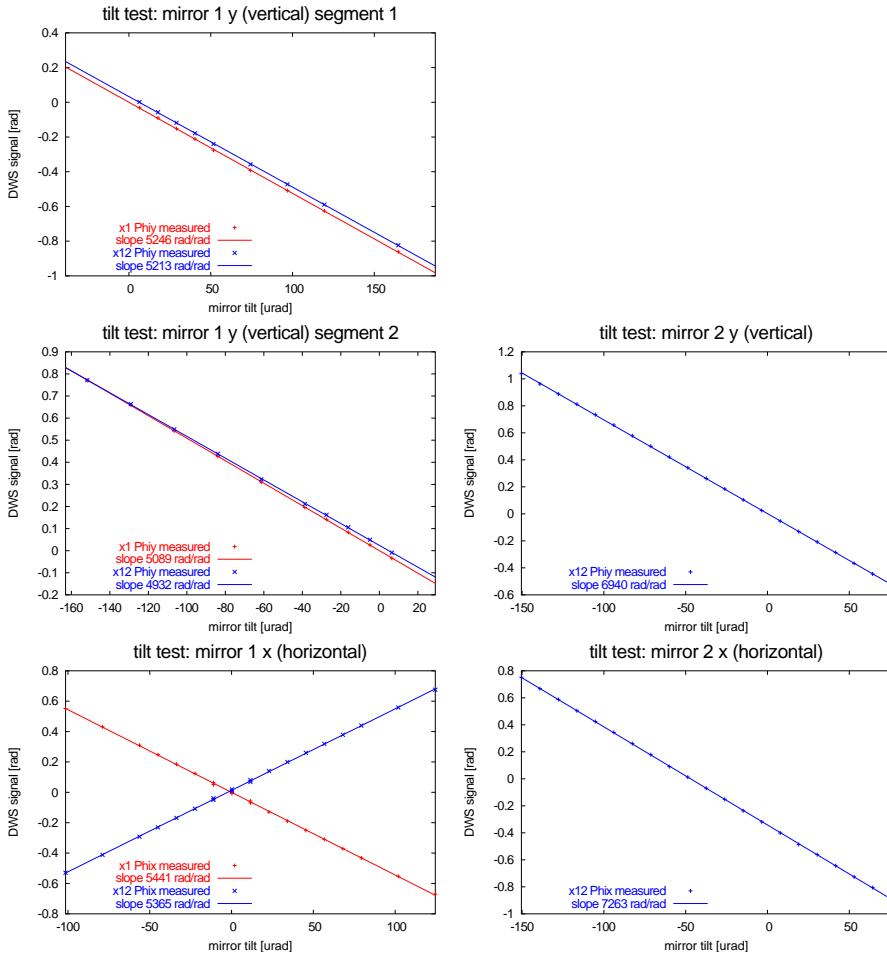 tilt test: mirror 1 y (vertical) segment 1
0.4
0.2
0
-0.2
-0.4
-0.6
-0.8
-1
DWS signal [rad]
x1 Phiy measured
slope 5246 rad/rad
x12 Phiy measured
slope 5213 rad/rad
0 50 100 150
mirror tilt [urad]
tilt test: mirror 1 y (vertical) segment 2
0.9
0.8
0.7
0.6
0.5
0.4
0.3
0.2
0.1
0
-0.1
-0.2
DWS signal [rad]
x1 Phiy measured
slope 5089 rad/rad
x12 Phiy measured
slope 4932 rad/rad
-160 -140 -120 -100 -80 -60 -40 -20 0 20
mirror tilt [urad]
tilt test: mirror 2 y (vertical)
1.2
1
0.8
0.6
0.4
0.2
0
-0.2
-0.4
-0.6
DWS signal [rad]
x12 Phiy measured
slope 6940 rad/rad
-150 -100 -50 0 50
mirror tilt [urad]
tilt test: mirror 1 x (horizontal)
0.8
0.6
0.4
0.2
0
-0.2
-0.4
-0.6
-0.8
DWS signal [rad]
x1 Phix measured
slope 5441 rad/rad
x12 Phix measured
slope 5365 rad/rad
-100 -50 0 50 100
mirror tilt [urad]
tilt test: mirror 2 x (horizontal)
0.8
0.6
0.4
0.2
0
-0.2
-0.4
-0.6
-0.8
-1
DWS signal [rad]
x12 Phix measured
slope 7263 rad/rad
-150 -100 -50 0 50
mirror tilt [urad]